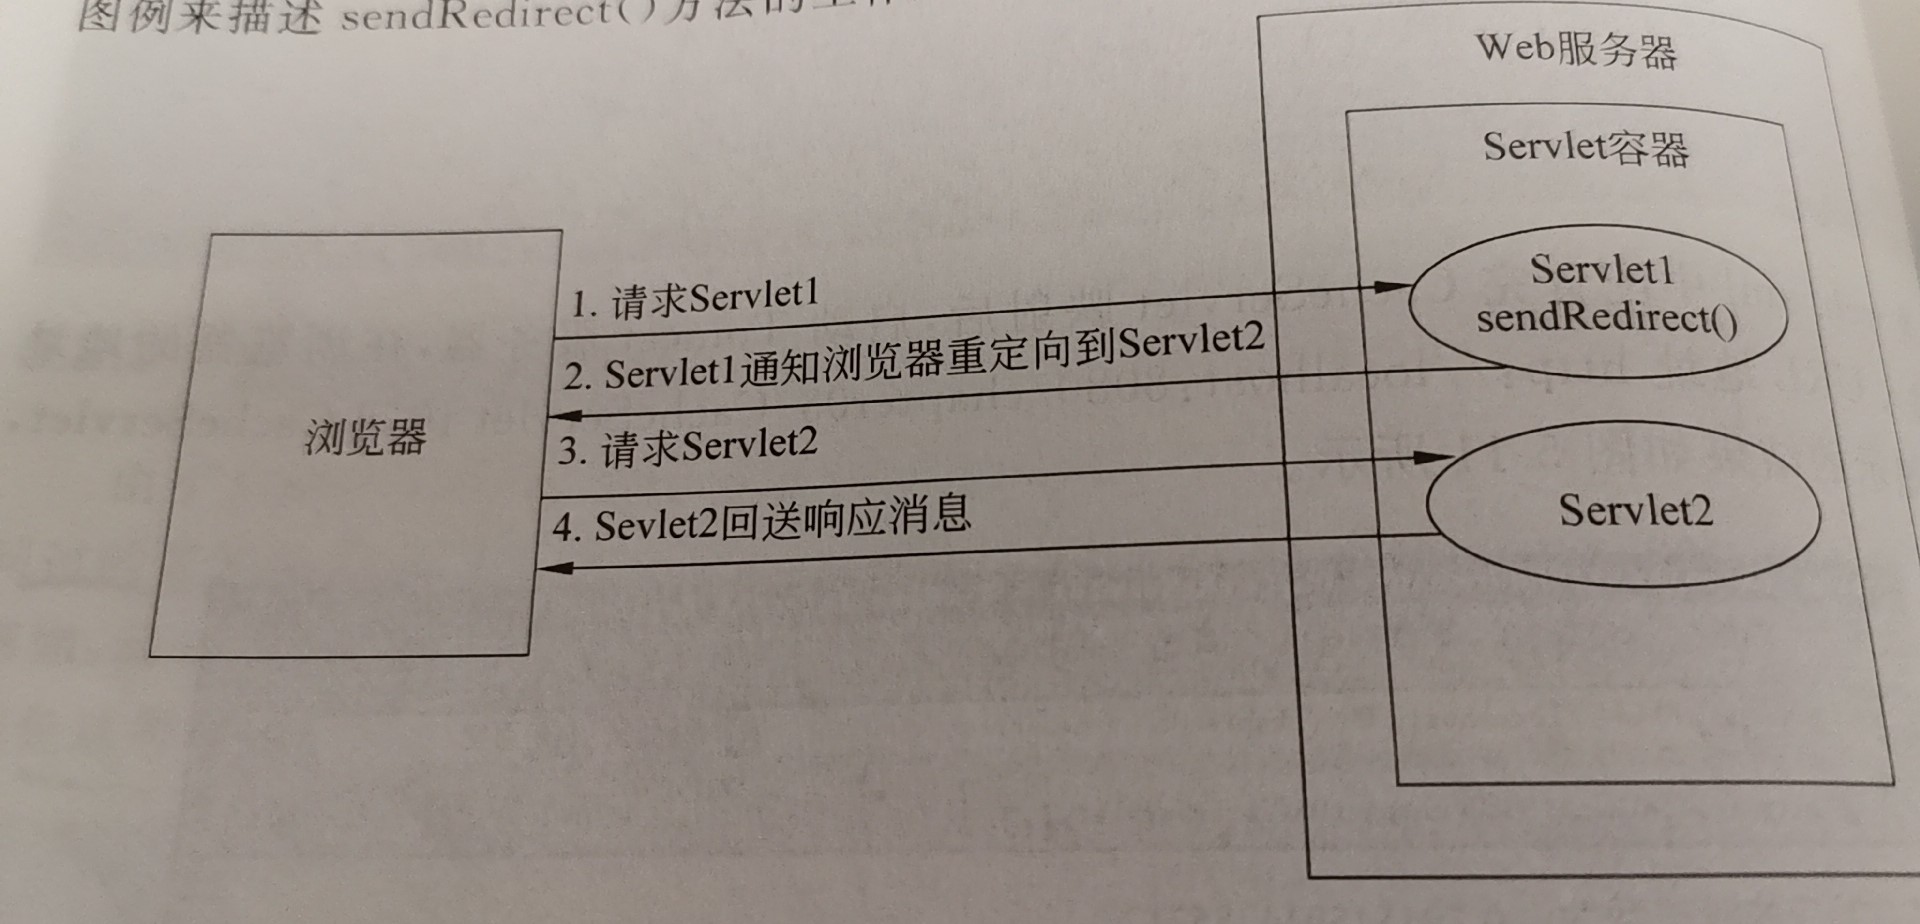 图例来描述 sendRedirect()方法的工作
Web服务器
Servlet容器
1. 请求Servlet1
Servlet1
sendRedirect()
2. Servlet1通知浏览器重定向到Servlet2
浏览器
3. 请求Servlet2
4. Sevlet2回送响应消息
Servlet2